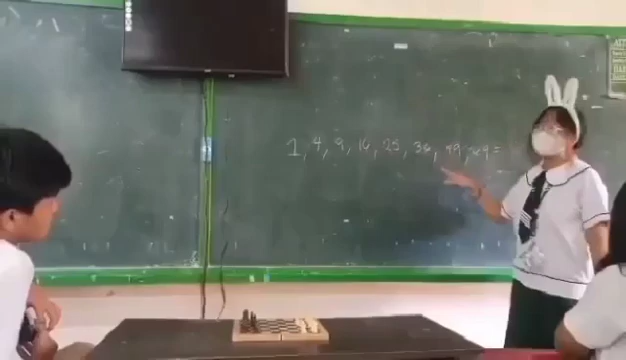 1, 4, 9, 16, 25, 36, 49, 64 =